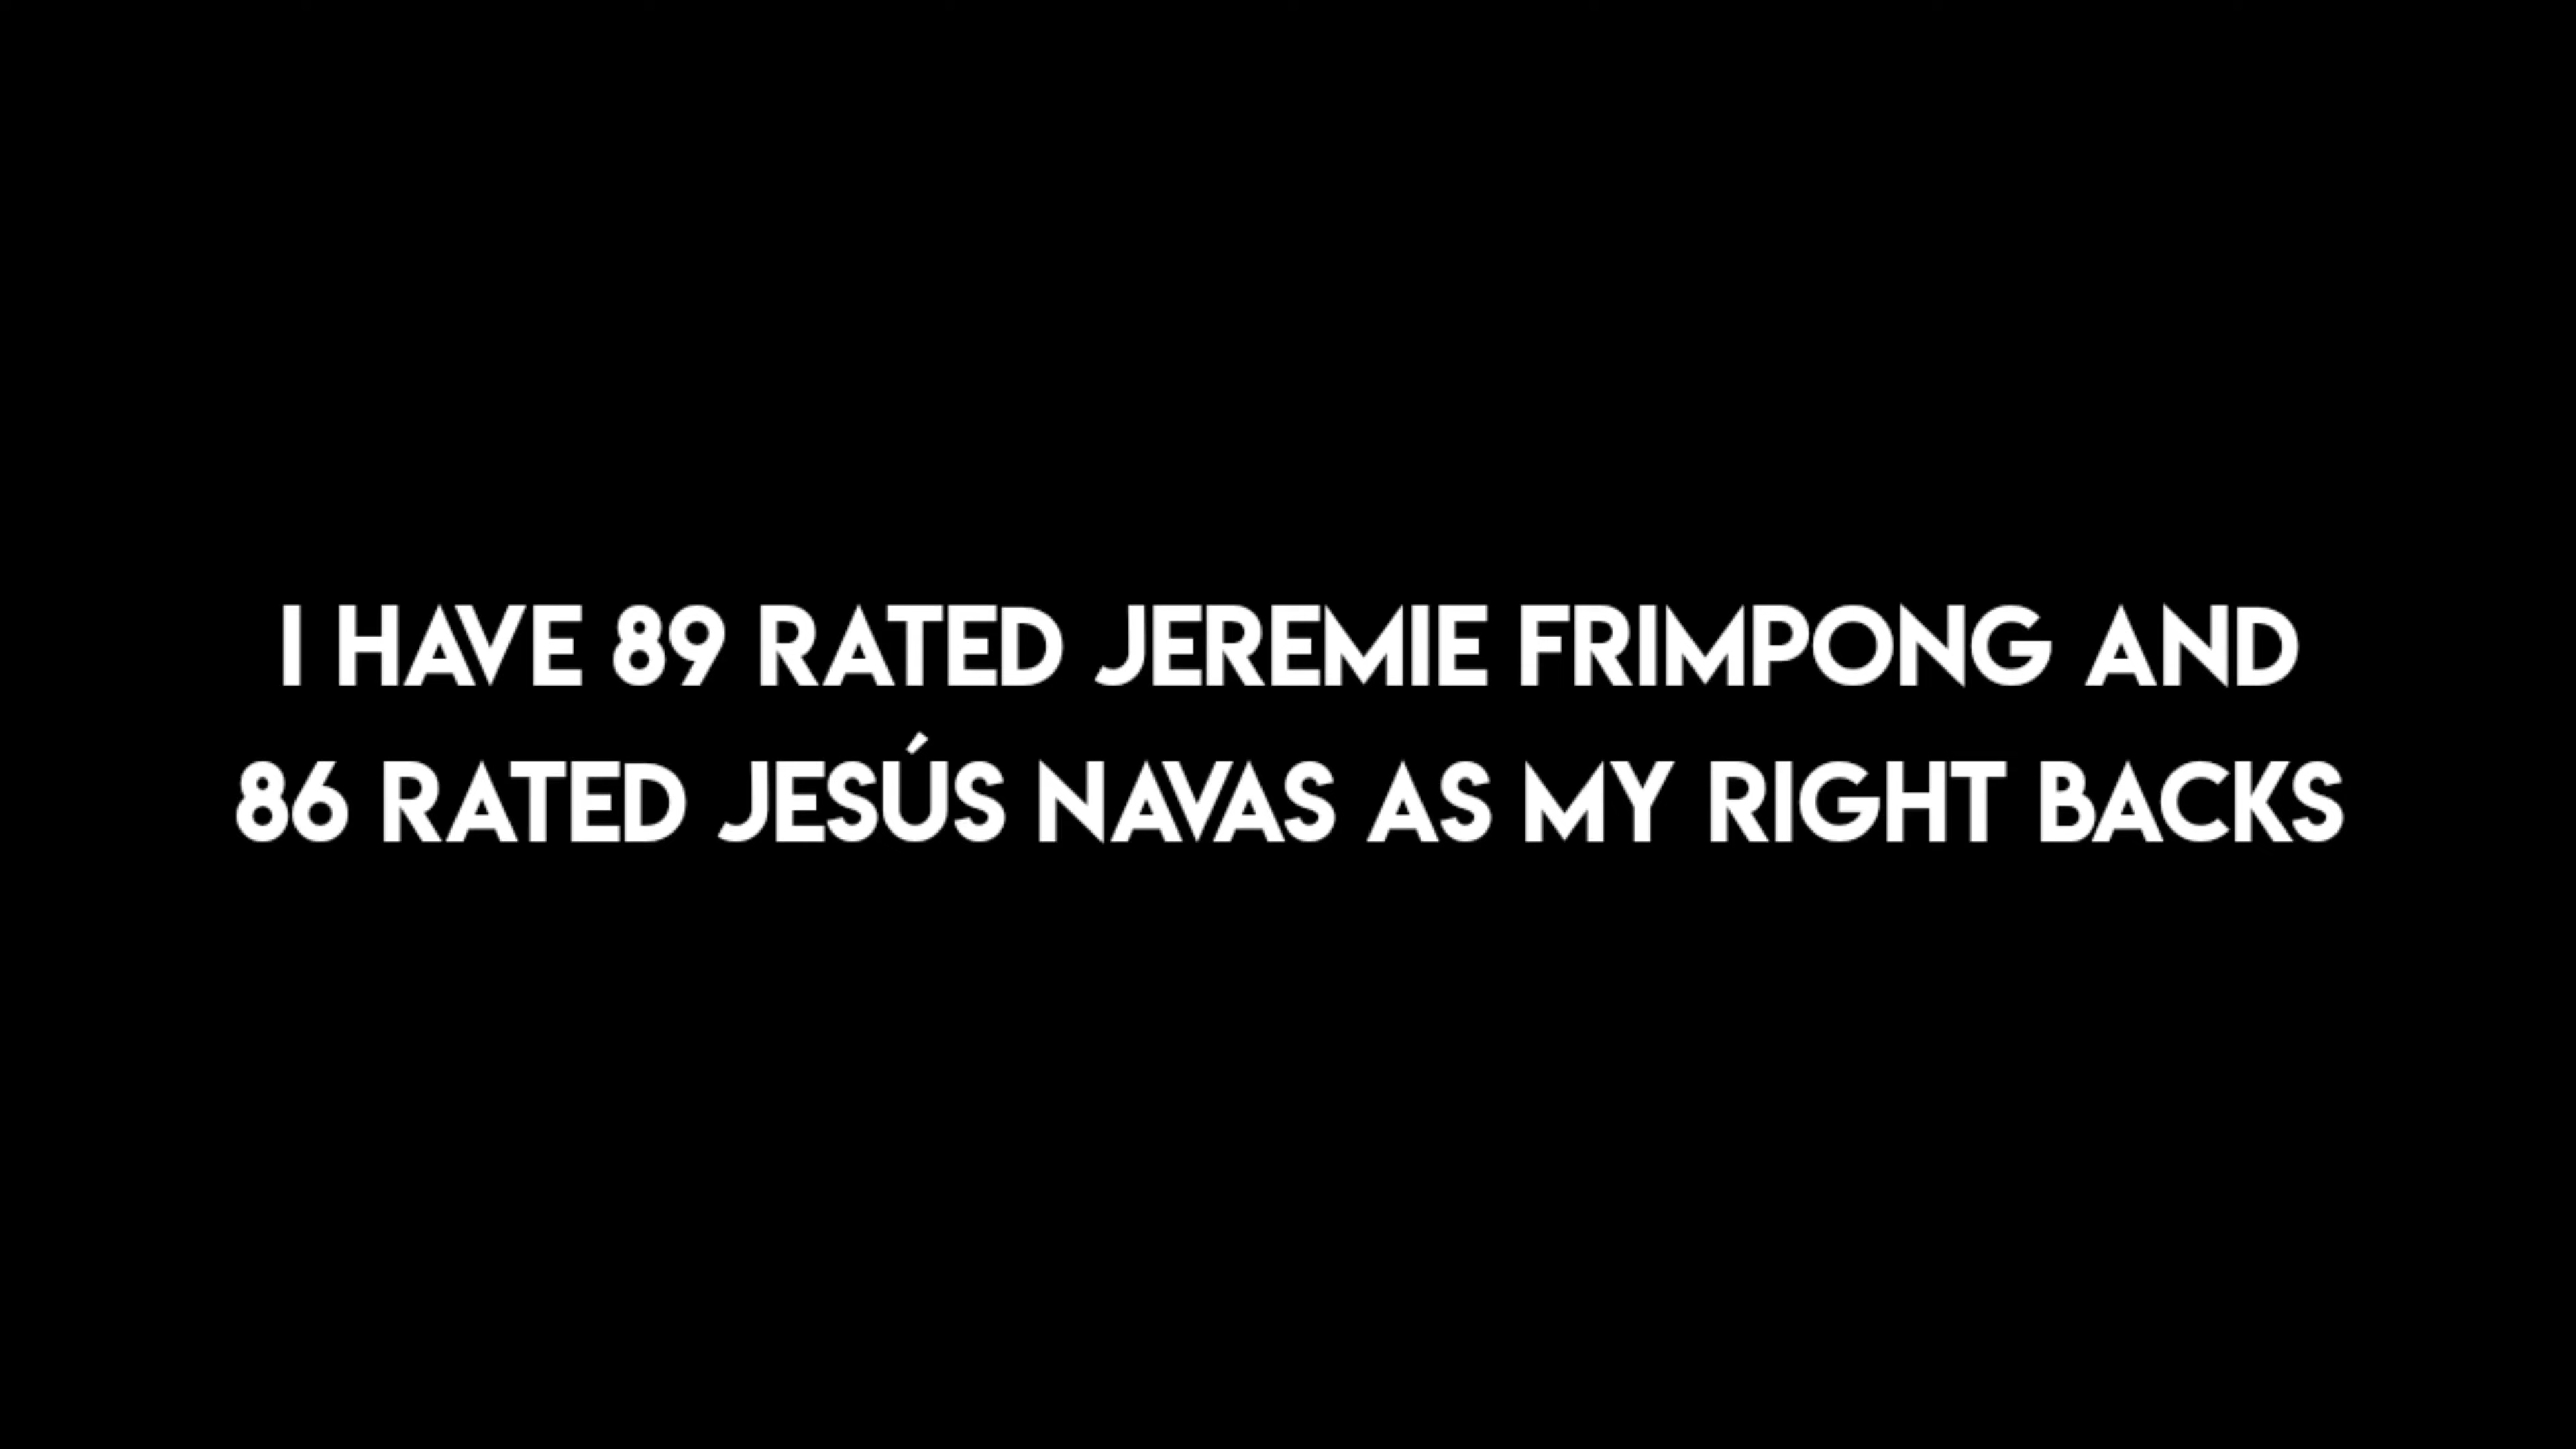 I HAVE 89 RATED JEREMIE FRIMPONG AND
86 RATED JESÚS NAVAS AS MY RIGHT BACKS